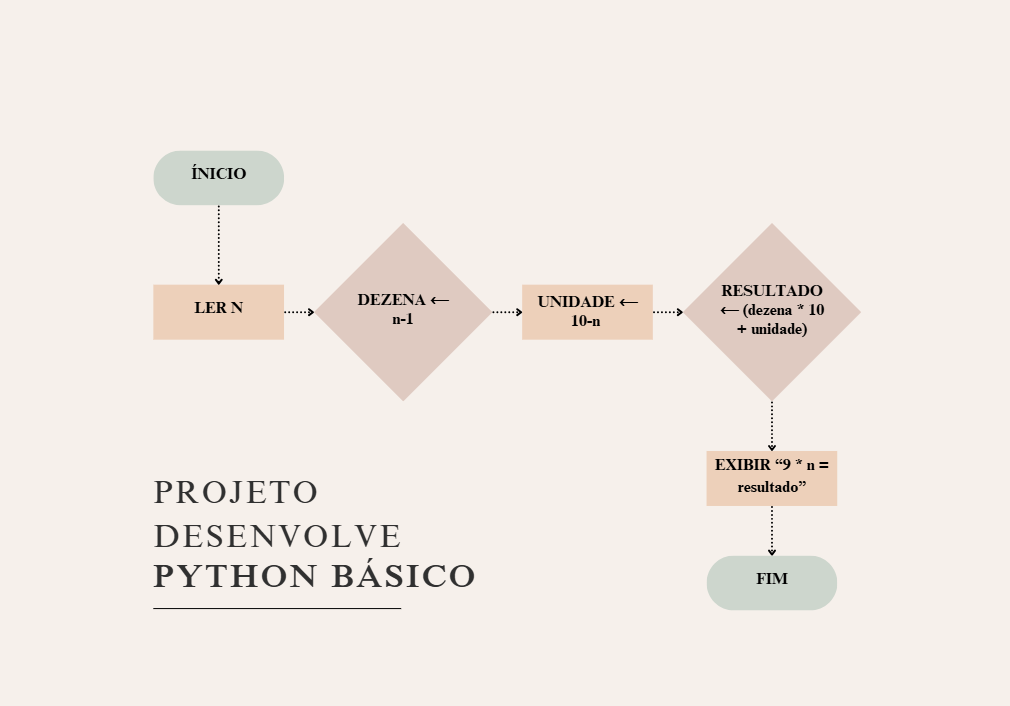 ÍNICIO
LER N
DEZENA ⟵
n-1
UNIDADE ⟵
10-n
RESULTADO
⟵ (dezena * 10
+ unidade)
EXIBIR “9 * n =
resultado”
FIM
PROJETO
DESENVOLVE
PYTHON BÁSICO